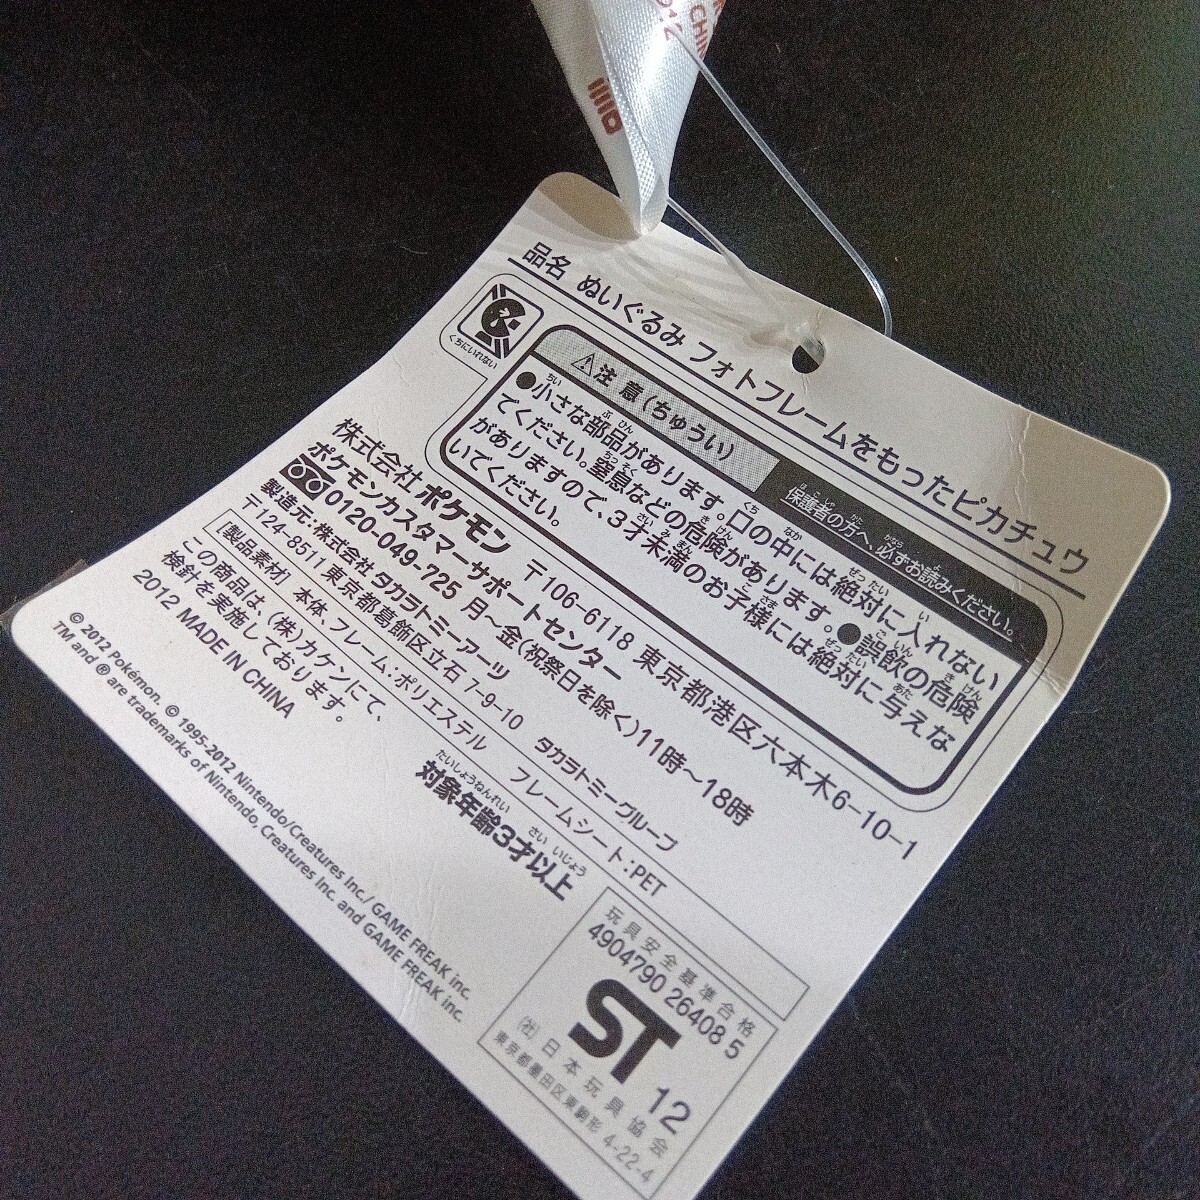 012
CHIN
品名 ぬいぐるみ フォトフレームをもったピカチュウ
くちにいれない
⚠注意(ちゅうい)
保護者の方へ、必ずお読みください。
●小さな部品があります。口の中には絶対に入れない
でください。窒息などの危険があります。●誤飲の危険
がありますので、3才未満のお子様には絶対に与えな
いでください。
株式会社ポケモン 〒106-6118 東京都港区六本木6-10-1
ポケモンカスタマーサポートセンター
0120-049-725 月〜金(祝祭日を除く)11時〜18時
製造元:株式会社タカラトミーアーツ
〒124-8511 東京都葛飾区立石 7-9-10 タカラトミーグループ
[製品素材] 本体、フレーム:ポリエステル フレームシート:PET
この商品は、(株)カケンにて、
検針を実施しております。
2012 MADE IN CHINA
対象年齢3才以上
たいしょうねんれい さい いじょう
© 2012 Pokémon. © 1995-2012 Nintendo/Creatures Inc./ GAME FREAK inc.
TM and ® are trademarks of Nintendo, Creatures Inc. and GAME FREAK inc.
玩具安全基準合格
4904790 26408 5
ST 12
(社)日本玩具協会
東京都墨田区東駒形 4-22-4